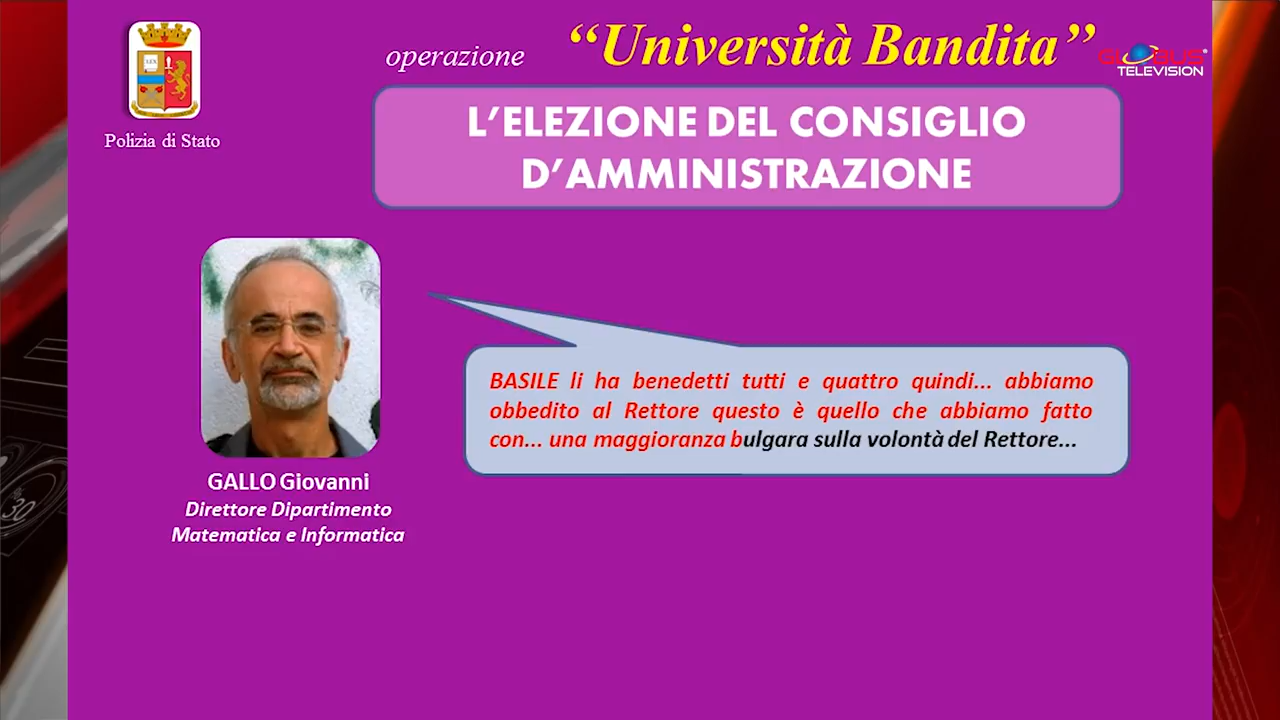 operazione “Università Bandita”
GLOBUS
TELEVISION
Polizia di Stato
L’ELEZIONE DEL CONSIGLIO
D’AMMINISTRAZIONE
BASILE li ha benedetti tutti e quattro quindi... abbiamo
obbedito al Rettore questo è quello che abbiamo fatto
con... una maggioranza bulgara sulla volontà del Rettore...
GALLO Giovanni
Direttore Dipartimento
Matematica e Informatica